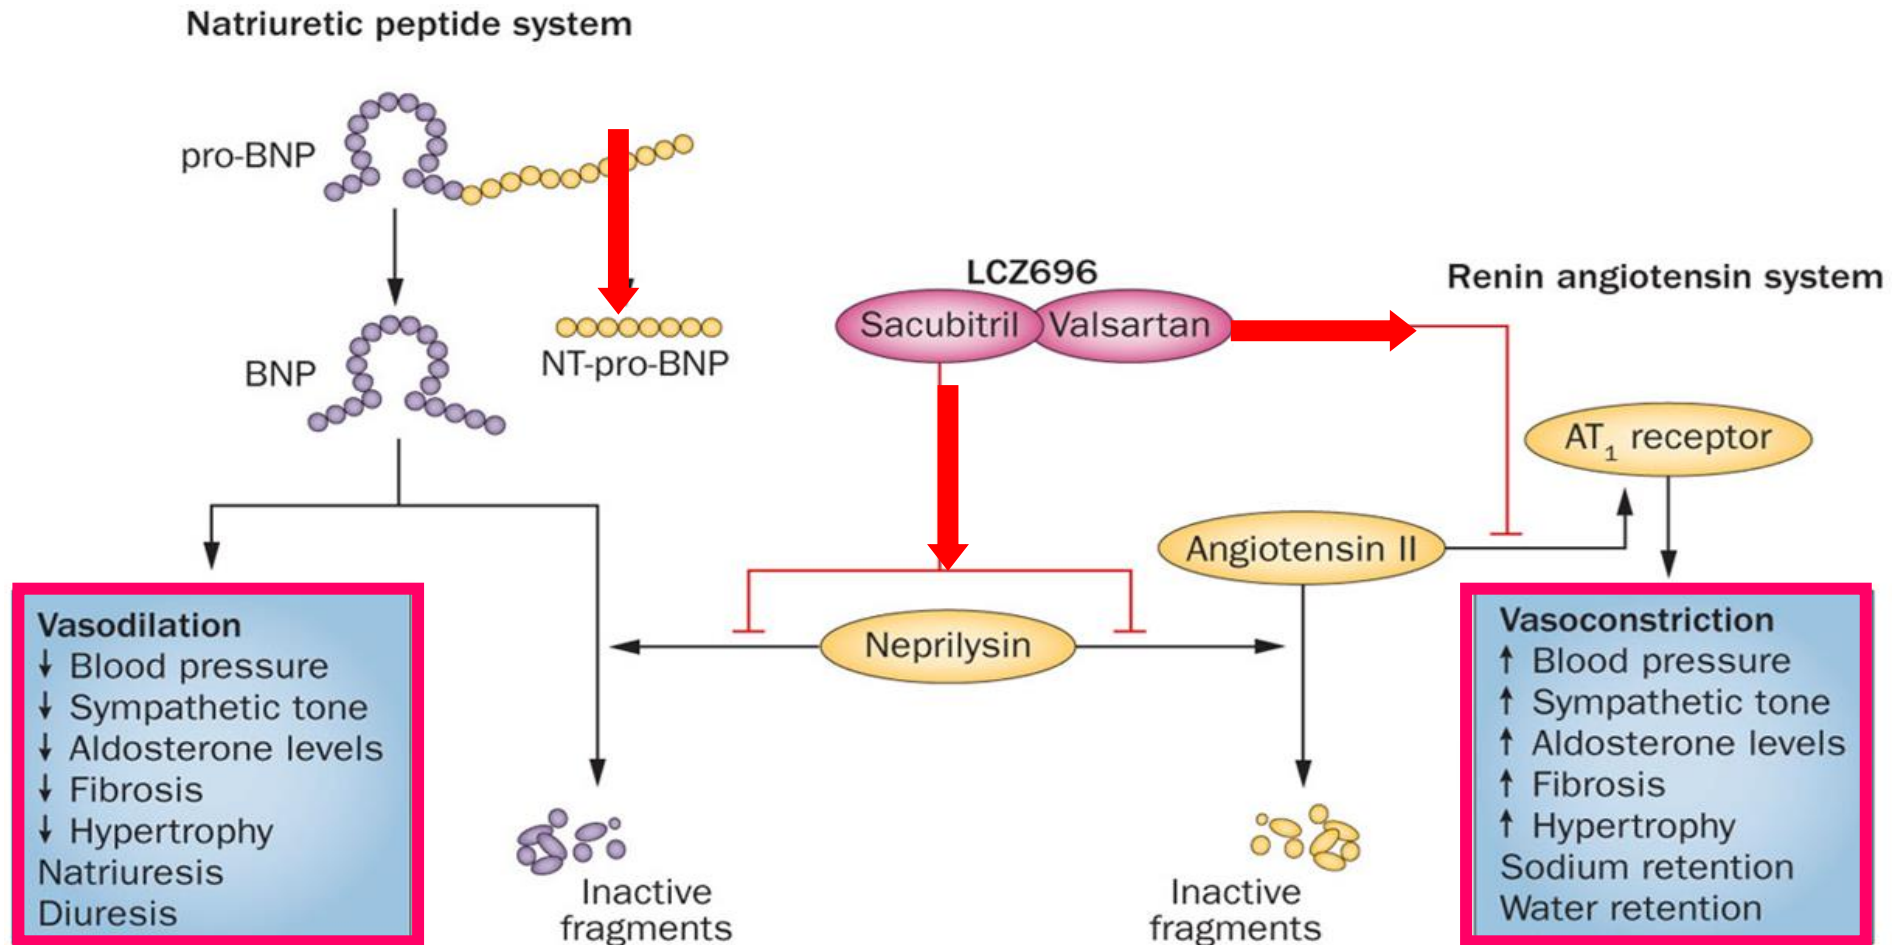 Natriuretic peptide system
pro-BNP
BNP
NT-pro-BNP
LCZ696
Sacubitril
Valsartan
Renin angiotensin system
AT₁ receptor
Angiotensin II
Neprilysin
Vasodilation
↓ Blood pressure
↓ Sympathetic tone
↓ Aldosterone levels
↓ Fibrosis
↓ Hypertrophy
Natriuresis
Diuresis
Inactive
fragments
Inactive
fragments
Vasoconstriction
↑ Blood pressure
↑ Sympathetic tone
↑ Aldosterone levels
↑ Fibrosis
↑ Hypertrophy
Sodium retention
Water retention